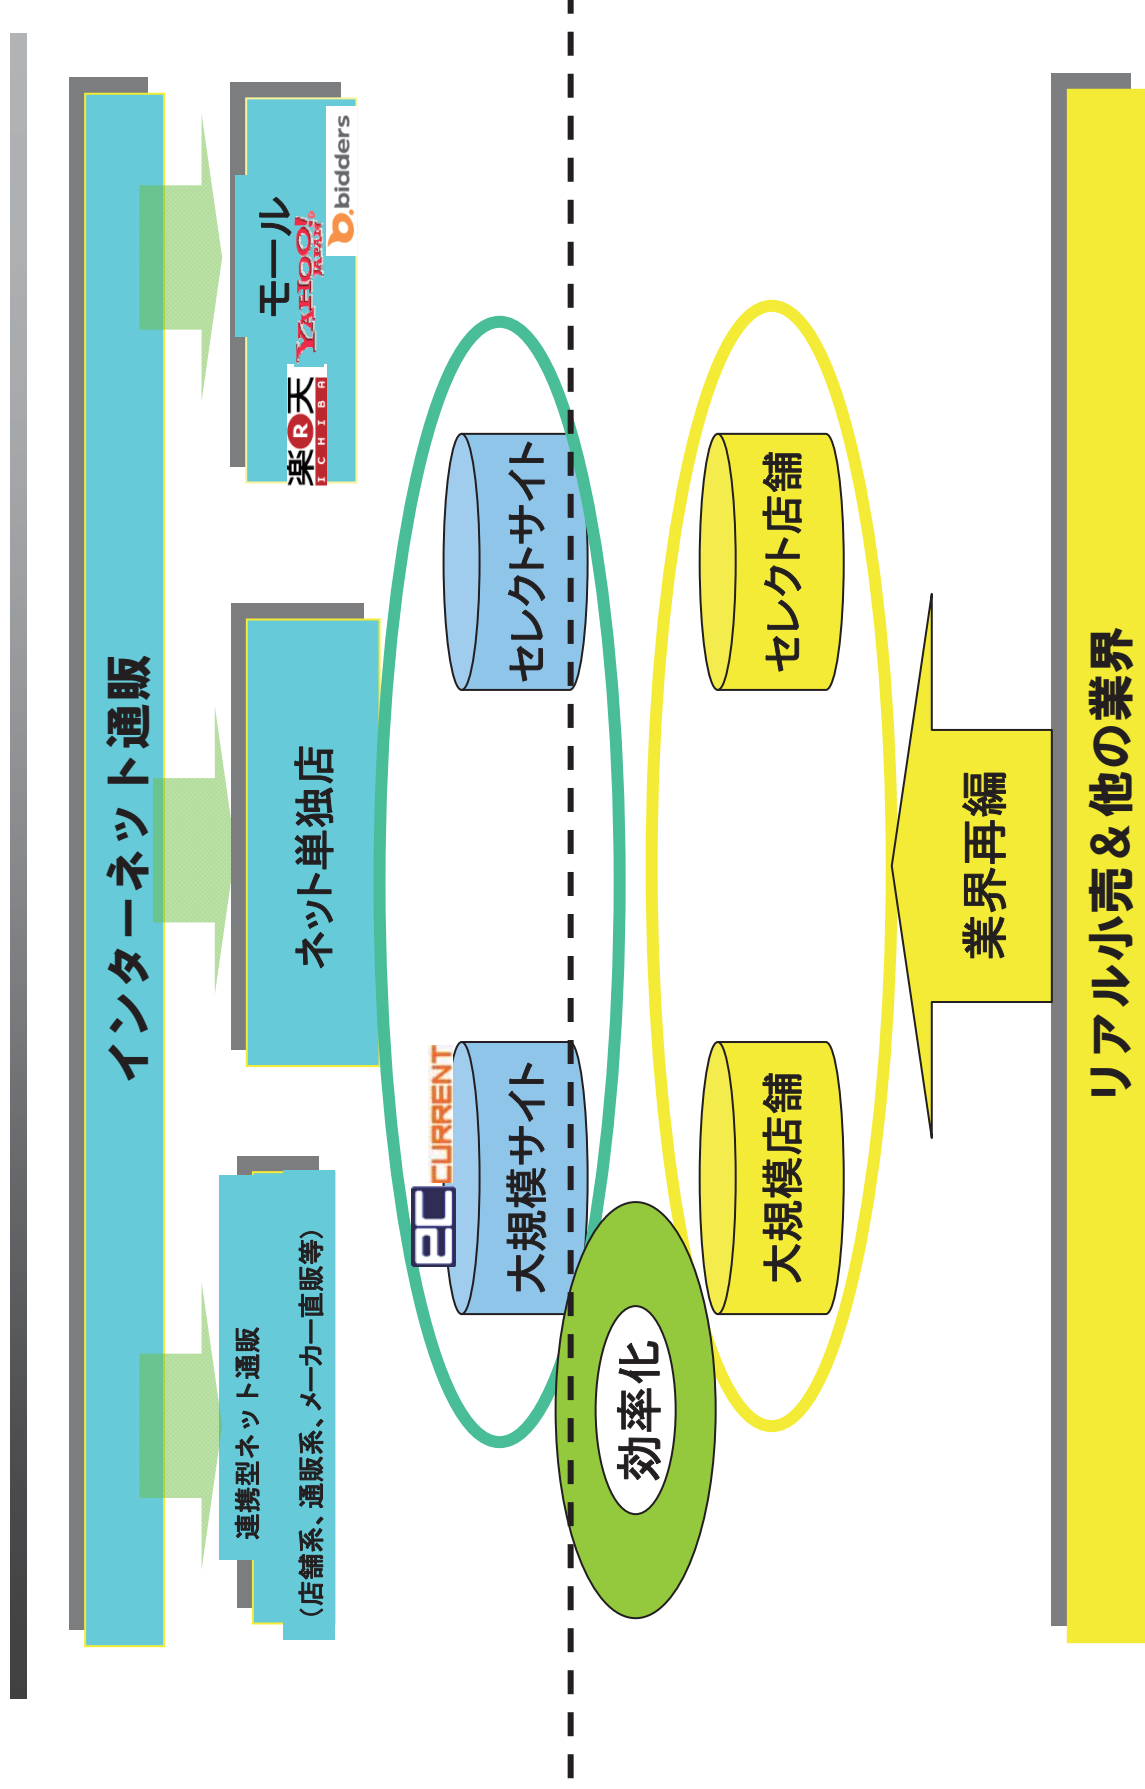 インターネット通販
連携型ネット通販
（店舗系、通販系、メーカー直販等）
ネット単独店
モール
楽R天
ICHIBA
YAHOO!
JAPAN
bidders
EC CURRENT
大規模サイト
セレクトサイト
効率化
大規模店舗
セレクト店舗
業界再編
リアル小売＆他の業界